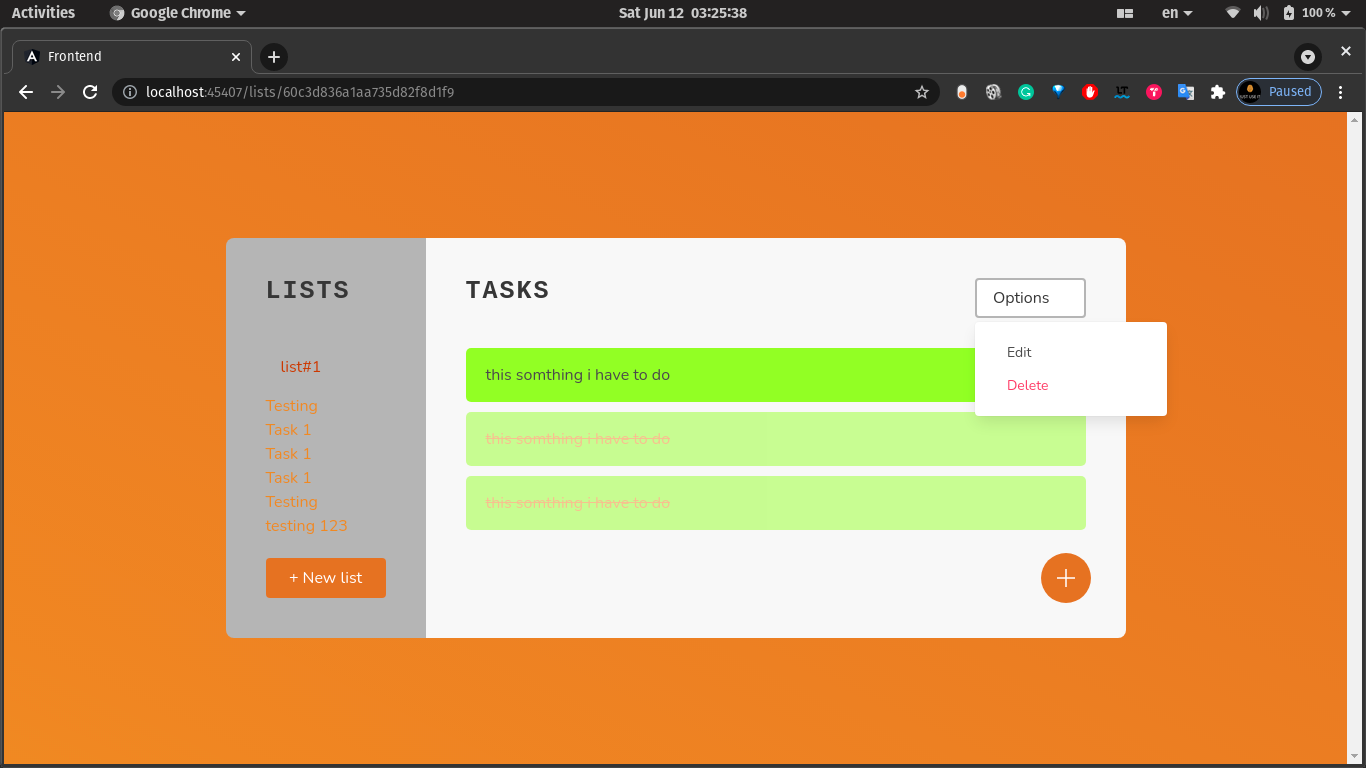 Activities
Google Chrome
Sat Jun 12 03:25:38
en
100 %
Frontend
localhost:45407/lists/60c3d836a1aa735d82f8d1f9
Paused
LISTS
list#1
Testing
Task 1
Task 1
Task 1
Testing
testing 123
+ New list
TASKS
Options
Edit
Delete
this somthing i have to do
this somthing i have to do
this somthing i have to do